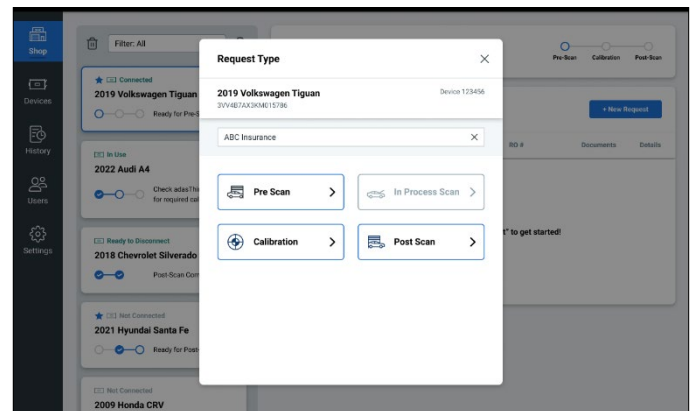 Shop
Devices
History
Users
Settings
Filter: All
Connected
2019 Volkswagen Tiguan
Ready for Pre-S
In Use
2022 Audi A4
Check adasThi
for required cal
Ready to Disconnect
2018 Chevrolet Silverado
Post-Scan Com
Not Connected
2021 Hyundai Santa Fe
Ready for Post-
Not Connected
2009 Honda CRV
Request Type
2019 Volkswagen Tiguan
Device 123456
3VV4B7AX3KM015786
ABC Insurance
Pre Scan
In Process Scan
Calibration
Post Scan
Pre-Scan
Calibration
Post-Scan
+ New Request
RO #
Documents
Details
t" to get started!